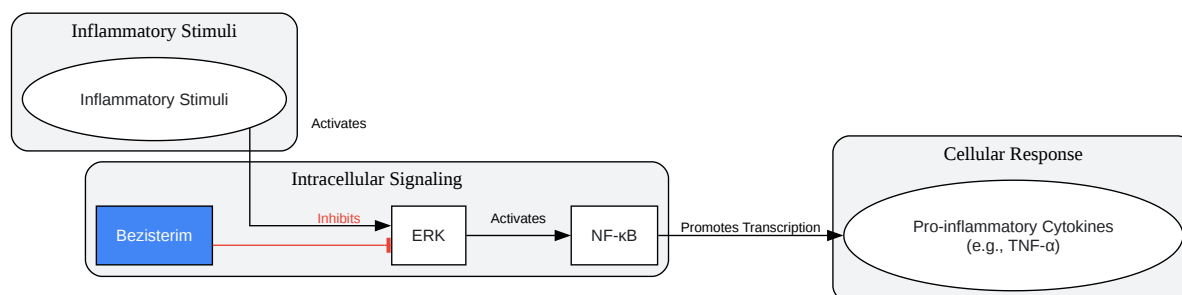 Inflammatory Stimuli
Inflammatory Stimuli
Activates
Intracellular Signaling
Bezisterim
Inhibits
ERK
Activates
NF-κB
Promotes Transcription
Cellular Response
Pro-inflammatory Cytokines
(e.g., TNF-α)